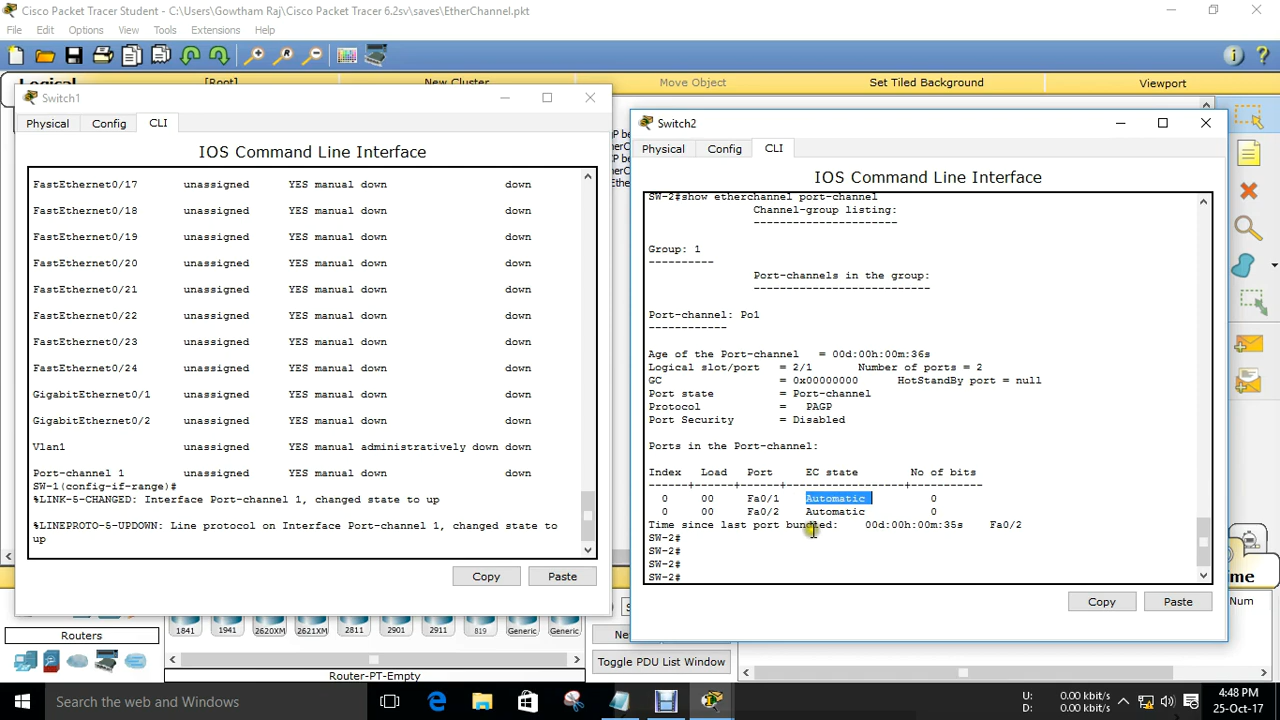 Cisco Packet Tracer Student - C:\Users\Gowtham Raj\Cisco Packet Tracer 6.2sv\saves\EtherChannel.pkt
File Edit Options View Tools Extensions Help
Logical [Root] New Cluster Move Object Set Tiled Background Viewport
Switch1
Physical Config CLI
IOS Command Line Interface
FastEthernet0/17 unassigned YES manual down down
FastEthernet0/18 unassigned YES manual down down
FastEthernet0/19 unassigned YES manual down down
FastEthernet0/20 unassigned YES manual down down
FastEthernet0/21 unassigned YES manual down down
FastEthernet0/22 unassigned YES manual down down
FastEthernet0/23 unassigned YES manual down down
FastEthernet0/24 unassigned YES manual down down
GigabitEthernet0/1 unassigned YES manual down down
GigabitEthernet0/2 unassigned YES manual down down
Vlan1 unassigned YES manual administratively down down
Port-channel 1 unassigned YES manual down down
SW-1(config-if-range)#
%LINK-5-CHANGED: Interface Port-channel 1, changed state to up
%LINEPROTO-5-UPDOWN: Line protocol on Interface Port-channel 1, changed state to
up
Copy Paste
Switch2
Physical Config CLI
IOS Command Line Interface
SW-2#show etherchannel port-channel
Channel-group listing:
----------------------
Group: 1
----------
Port-channels in the group:
---------------------------
Port-channel: Po1
------------
Age of the Port-channel = 00d:00h:00m:36s
Logical slot/port = 2/1 Number of ports = 2
GC = 0x00000000 HotStandBy port = null
Port state = Port-channel
Protocol = PAGP
Port Security = Disabled
Ports in the Port-channel:
Index Load Port EC state No of bits
------+------+------+------------------+-----------
0 00 Fa0/1 Automatic 0
0 00 Fa0/2 Automatic 0
Time since last port bundled: 00d:00h:00m:35s Fa0/2
SW-2#
SW-2#
SW-2#
SW-2#
Copy Paste
1841 1941 2620XM 2621XM 2811 2901 2911 819 Generic Generic
Routers
Router-PT-Empty
Toggle PDU List Window
Num
Search the web and Windows
U: 0.00 kbit/s
D: 0.00 kbit/s
4:48 PM
25-Oct-17